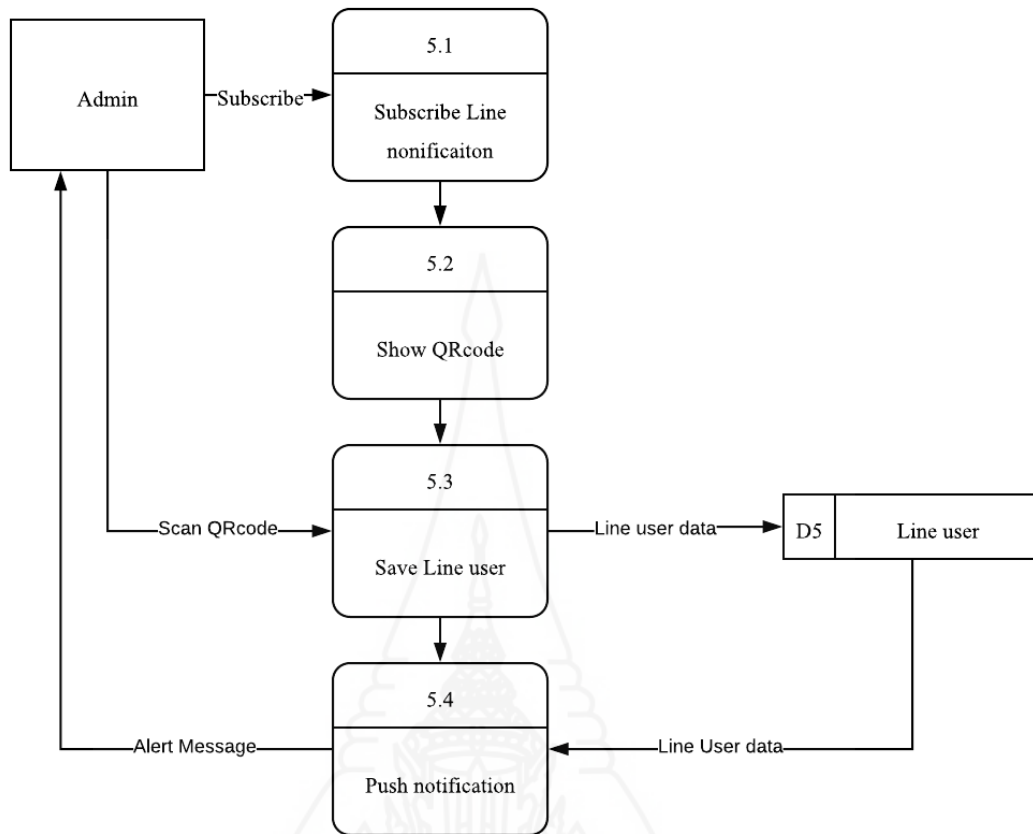 5.1
Admin
Subscribe
Subscribe Line
nonificaiton
5.2
Show QRcode
5.3
Scan QRcode
Line user data
D5
Line user
Save Line user
5.4
Alert Message
Line User data
Push notification